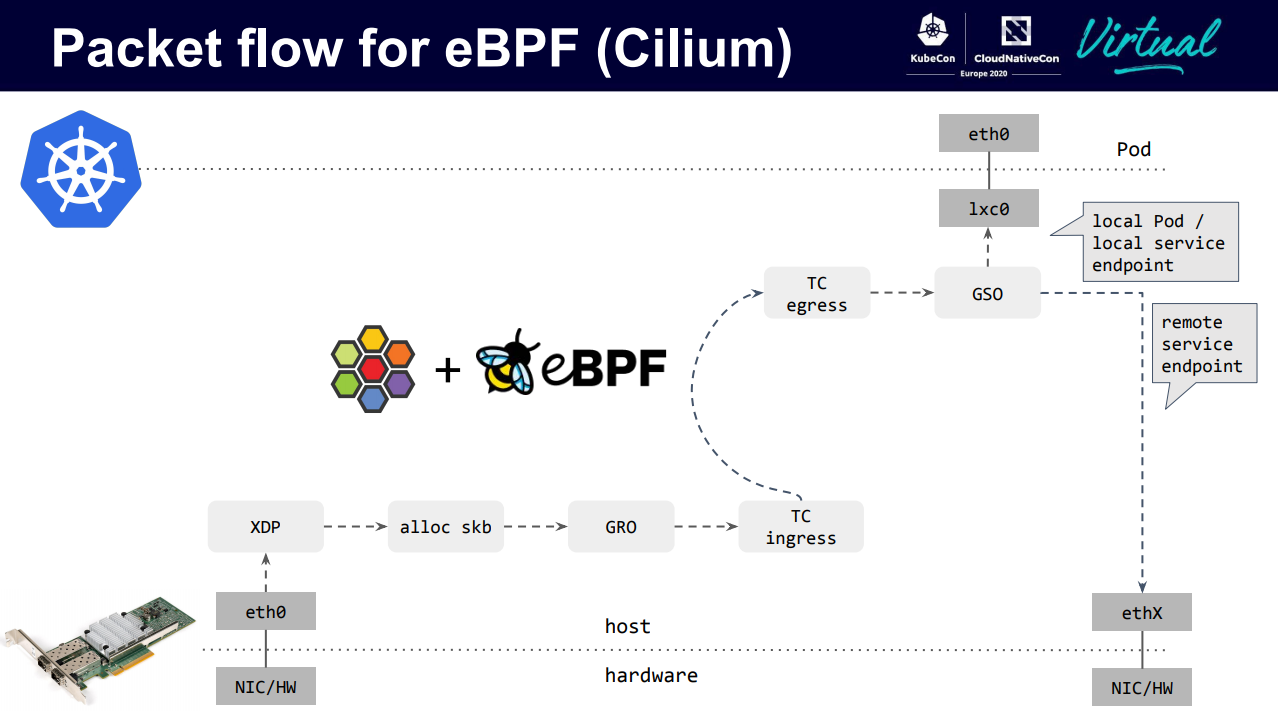 Packet flow for eBPF (Cilium)
KubeCon
CloudNativeCon
Europe 2020
Virtual
eth0
Pod
lxc0
local Pod /
local service
endpoint
TC
egress
GSO
remote
service
endpoint
+
eBPF
XDP
alloc skb
GRO
TC
ingress
eth0
host
ethX
hardware
NIC/HW
NIC/HW